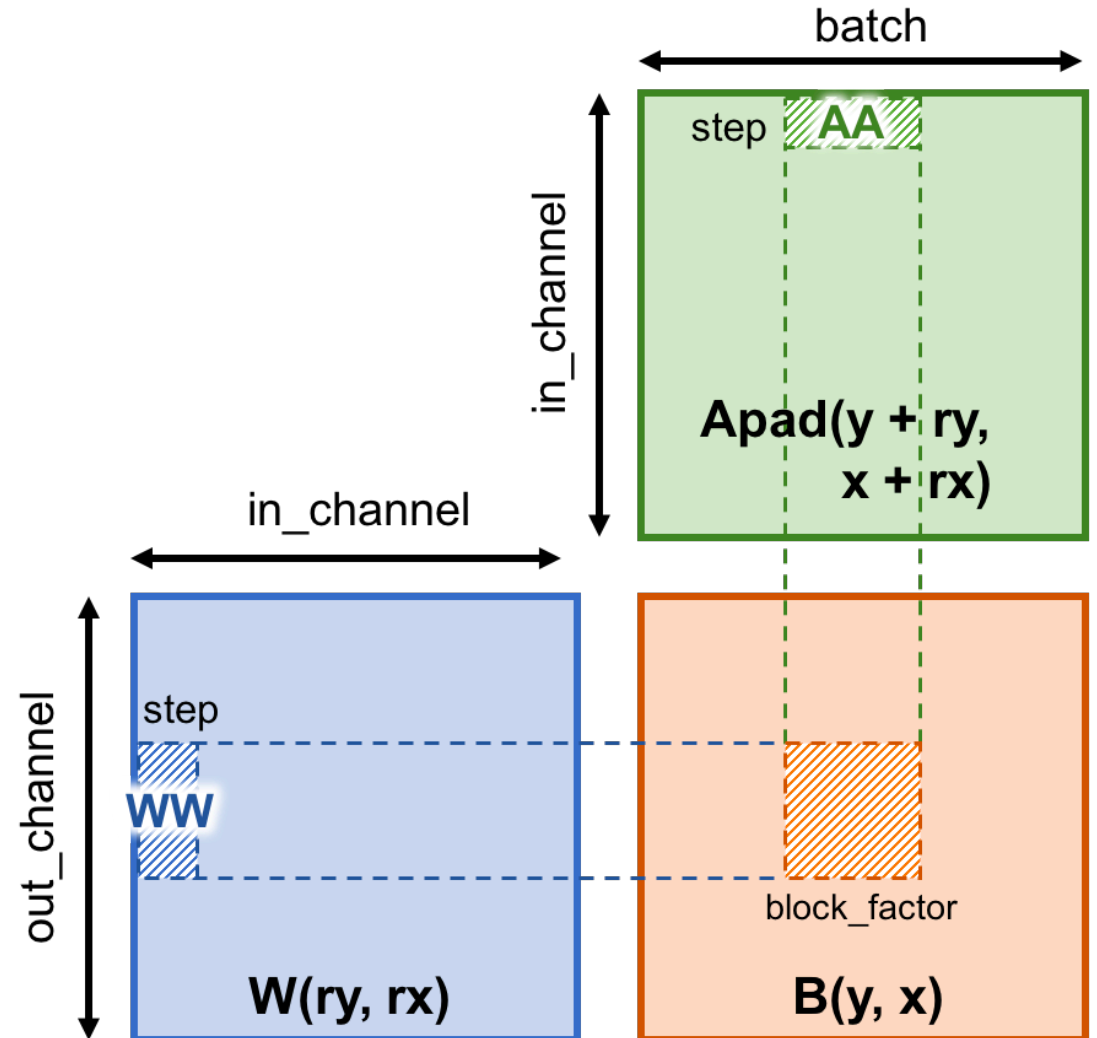 batch
step
AA
in_channel
Apad(y + ry,
x + rx)
in_channel
step
out_channel
WW
block_factor
W(ry, rx)
B(y, x)